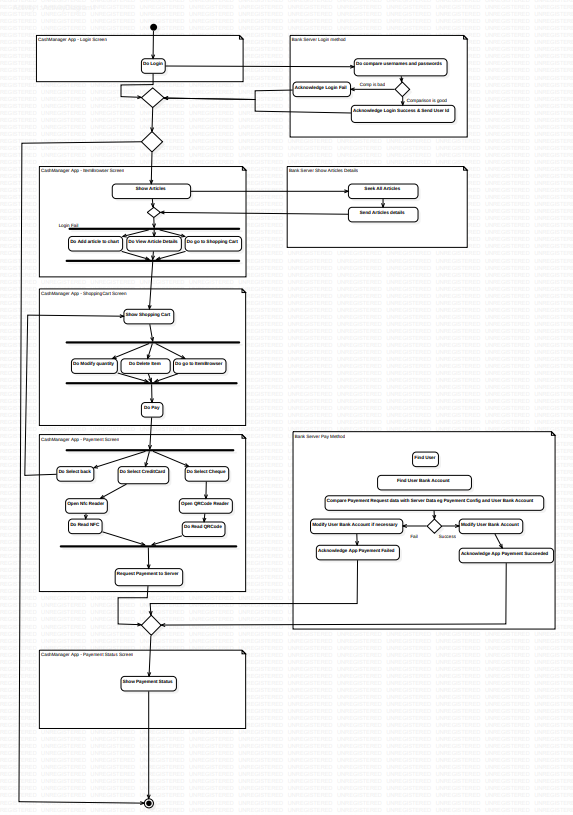 CashManager App - Login Screen
Bank Server Login method
Do Login
Do compare usernames and passwords
Comp is bad
Acknowledge Login Fail
Comparison is good
Acknowledge Login Success & Send User Id
CashManager App - ItemBrowser Screen
Bank Server Show Articles Details
Show Articles
Seek All Articles
Send Articles details
Login Fail
Do Add article to chart
Do View Article Details
Do go to Shopping Cart
CashManager App - ShoppingCart Screen
Show Shopping Cart
Do Modify quantity
Do Delete Item
Do go to ItemBrowser
Do Pay
CashManager App - Payement Screen
Bank Server Pay Method
Do Select back
Do Select CreditCard
Do Select Cheque
Find User
Find User Bank Account
Open Nfc Reader
Open QRCode Reader
Compare Payement Request data with Server Data eg Payement Config and User Bank Account
Do Read NFC
Do Read QRCode
Modify User Bank Account if necessary
Modify User Bank Account
Fail
Success
Acknowledge App Payement Failed
Acknowledge App Payement Succeeded
Request Payement to Server
CashManager App - Payement Status Screen
Show Payement Status